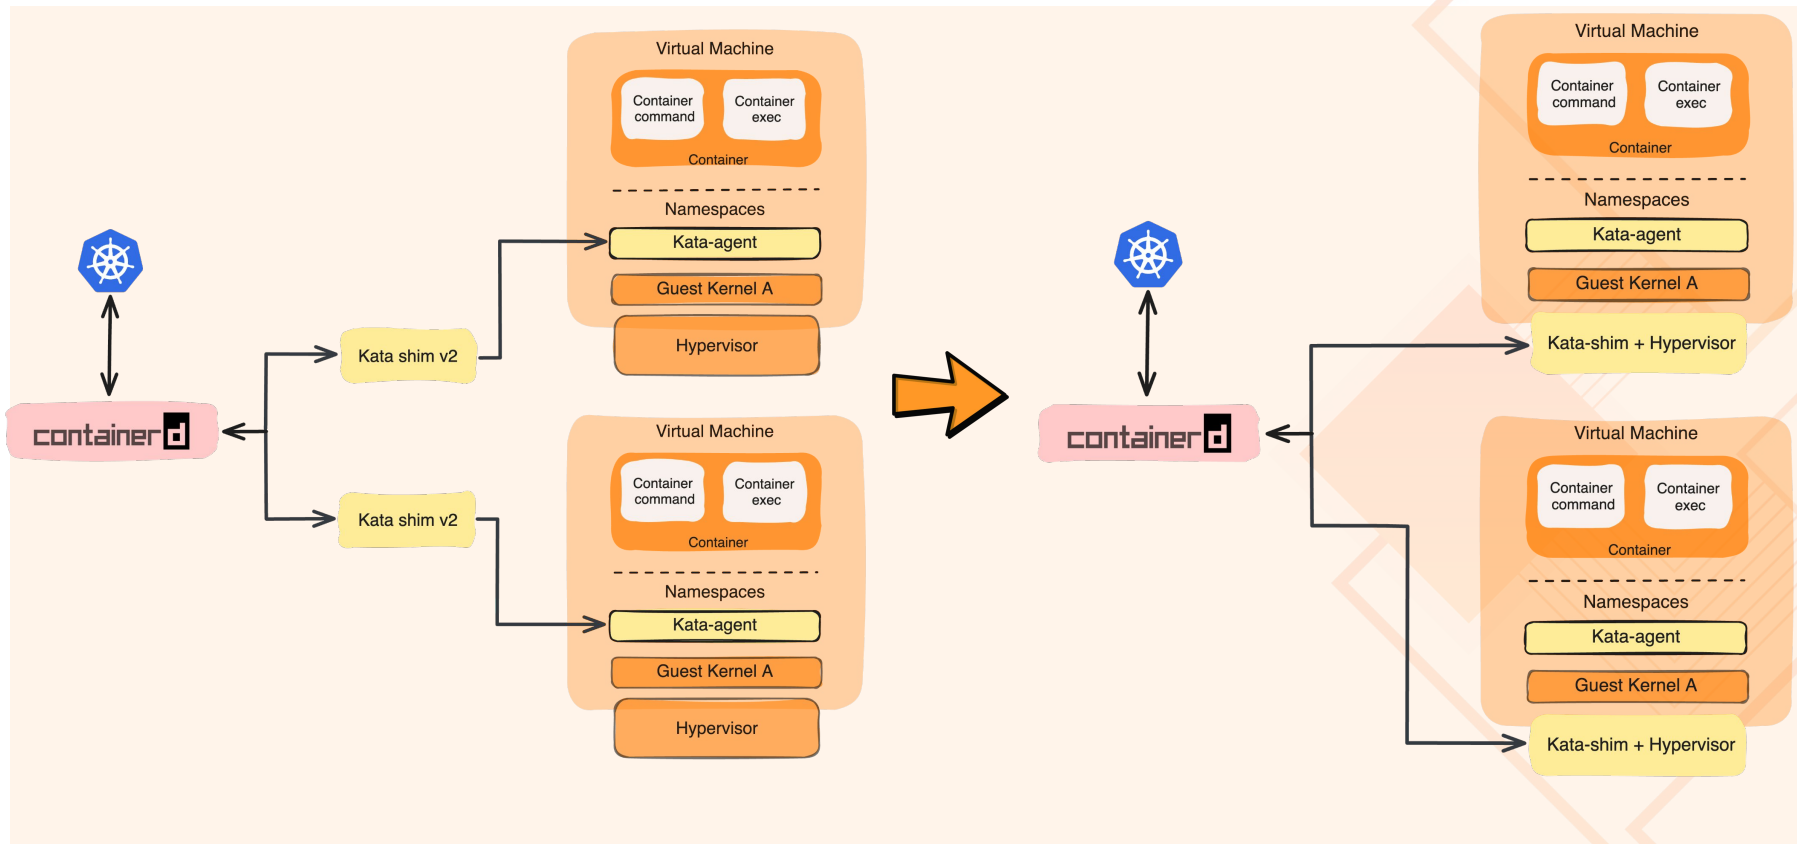 Virtual Machine
Container
command
Container
exec
Container
Namespaces
Kata-agent
Guest Kernel A
Hypervisor
Kata shim v2
containerd
Kata shim v2
Virtual Machine
Container
command
Container
exec
Container
Namespaces
Kata-agent
Guest Kernel A
Hypervisor
Virtual Machine
Container
command
Container
exec
Container
Namespaces
Kata-agent
Guest Kernel A
Kata-shim + Hypervisor
containerd
Virtual Machine
Container
command
Container
exec
Container
Namespaces
Kata-agent
Guest Kernel A
Kata-shim + Hypervisor